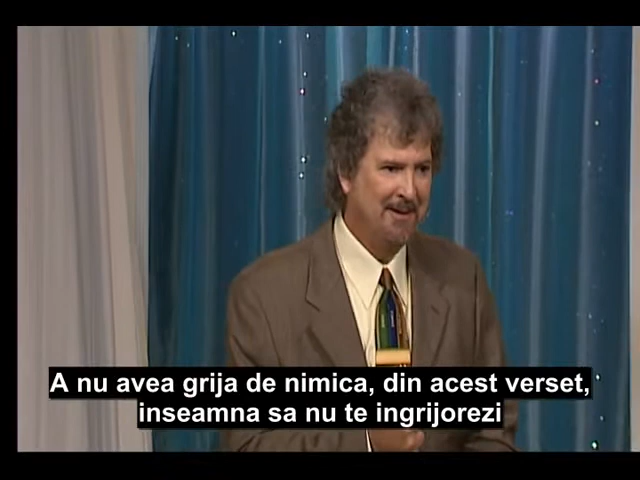 A nu avea grija de nimica, din acest verset,
inseamna sa nu te ingrijorezi